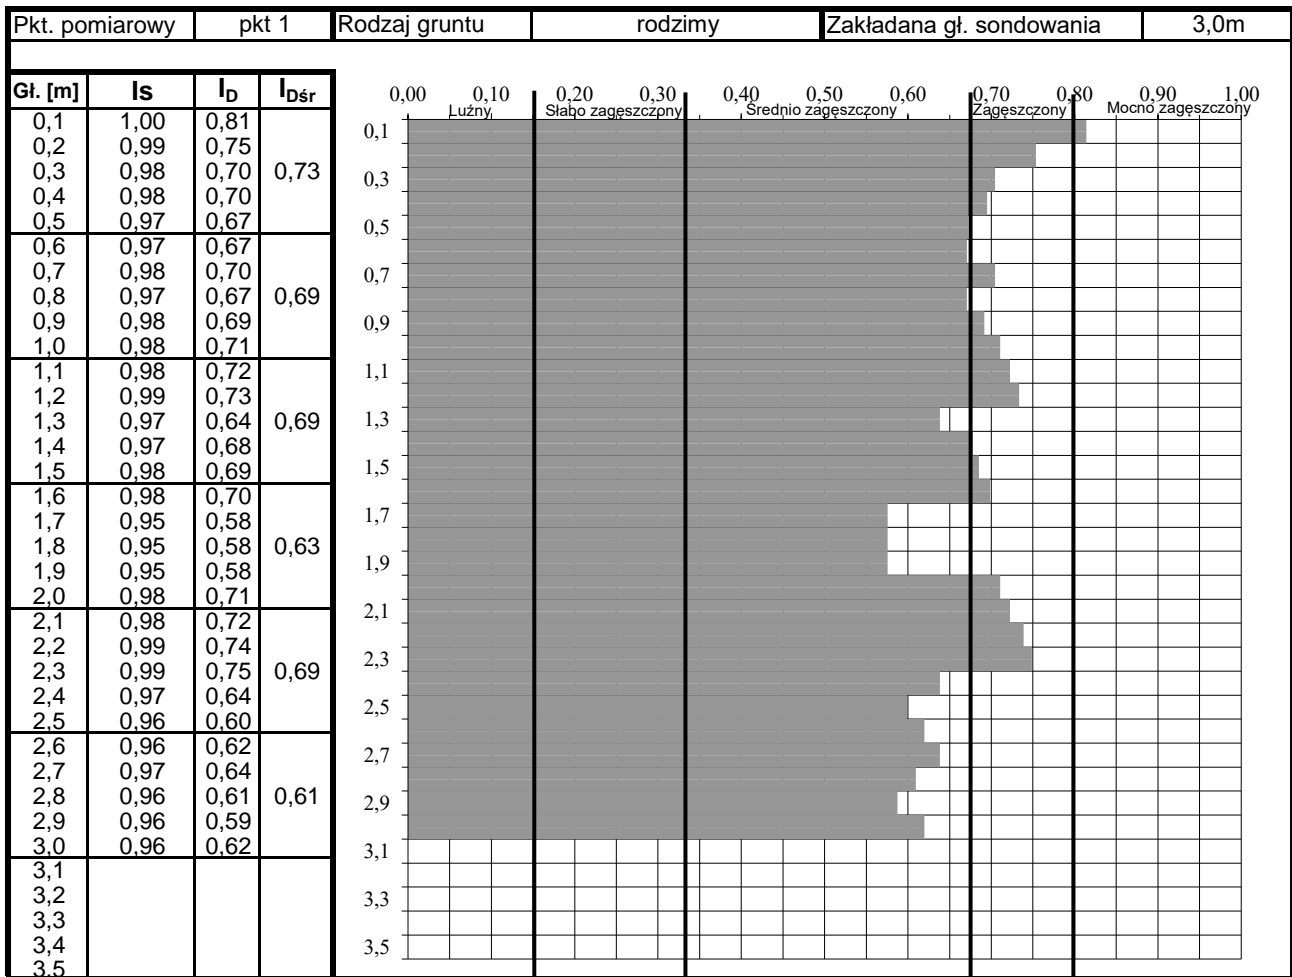 Pkt. pomiarowy pkt 1 Rodzaj gruntu rodzimy Zakładana gł. sondowania 3,0m
Gł. [m] Is ID IDśr
0,00 0,10 0,20 0,30 0,40 0,50 0,60 0,70 0,80 0,90 1,00
Luźny Słabo zagęszczpny Średnio zagęszczony Zagęszczony Mocno zagęszczony
0,1 1,00 0,81
0,2 0,99 0,75
0,3 0,98 0,70 0,73
0,4 0,98 0,70
0,5 0,97 0,67
0,6 0,97 0,67
0,7 0,98 0,70
0,8 0,97 0,67 0,69
0,9 0,98 0,69
1,0 0,98 0,71
1,1 0,98 0,72
1,2 0,99 0,73
1,3 0,97 0,64 0,69
1,4 0,97 0,68
1,5 0,98 0,69
1,6 0,98 0,70
1,7 0,95 0,58
1,8 0,95 0,58 0,63
1,9 0,95 0,58
2,0 0,98 0,71
2,1 0,98 0,72
2,2 0,99 0,74
2,3 0,99 0,75 0,69
2,4 0,97 0,64
2,5 0,96 0,60
2,6 0,96 0,62
2,7 0,97 0,64
2,8 0,96 0,61 0,61
2,9 0,96 0,59
3,0 0,96 0,62
3,1
3,2
3,3
3,4
3,5
0,1
0,3
0,5
0,7
0,9
1,1
1,3
1,5
1,7
1,9
2,1
2,3
2,5
2,7
2,9
3,1
3,3
3,5